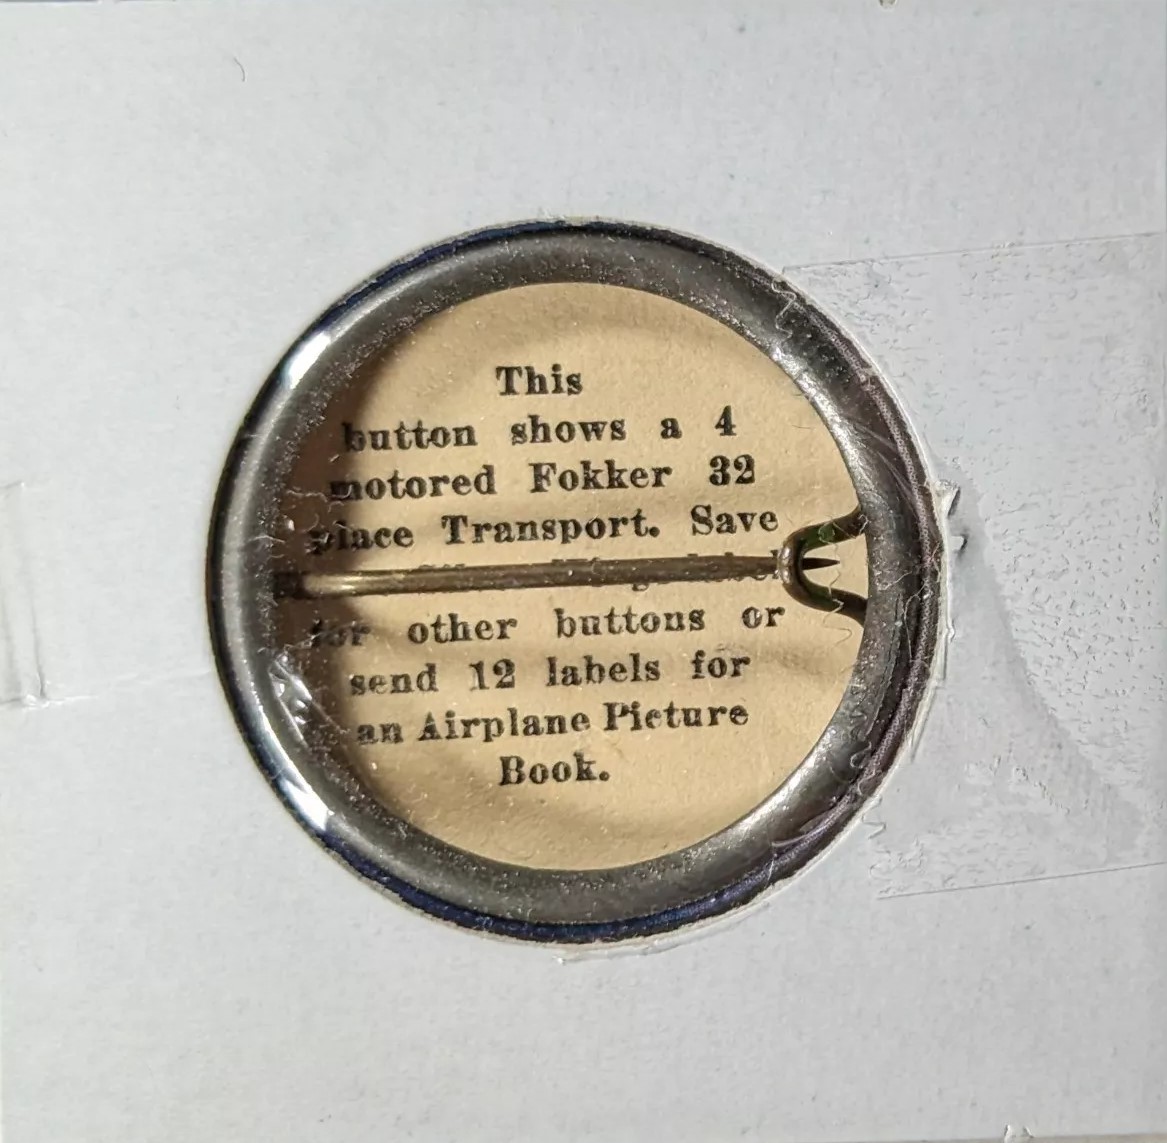 This
button shows a 4
motored Fokker 32
place Transport. Save
for other buttons or
send 12 labels for
an Airplane Picture
Book.